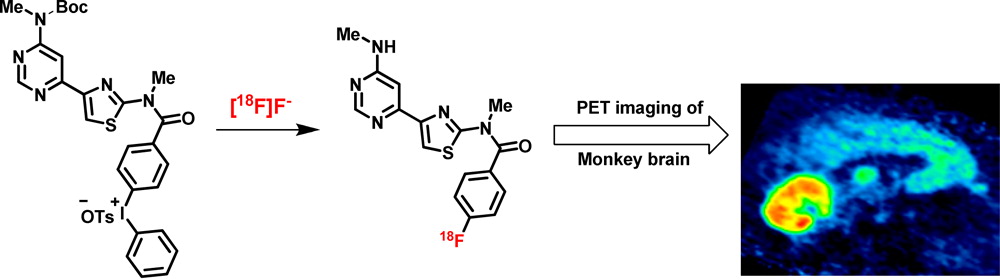 Me Boc
N
N
N
N
S
Me
N
O
−
OTs
+
I
[18F]F-
Me
NH
N
N
N
S
Me
N
O
18F
PET imaging of
Monkey brain